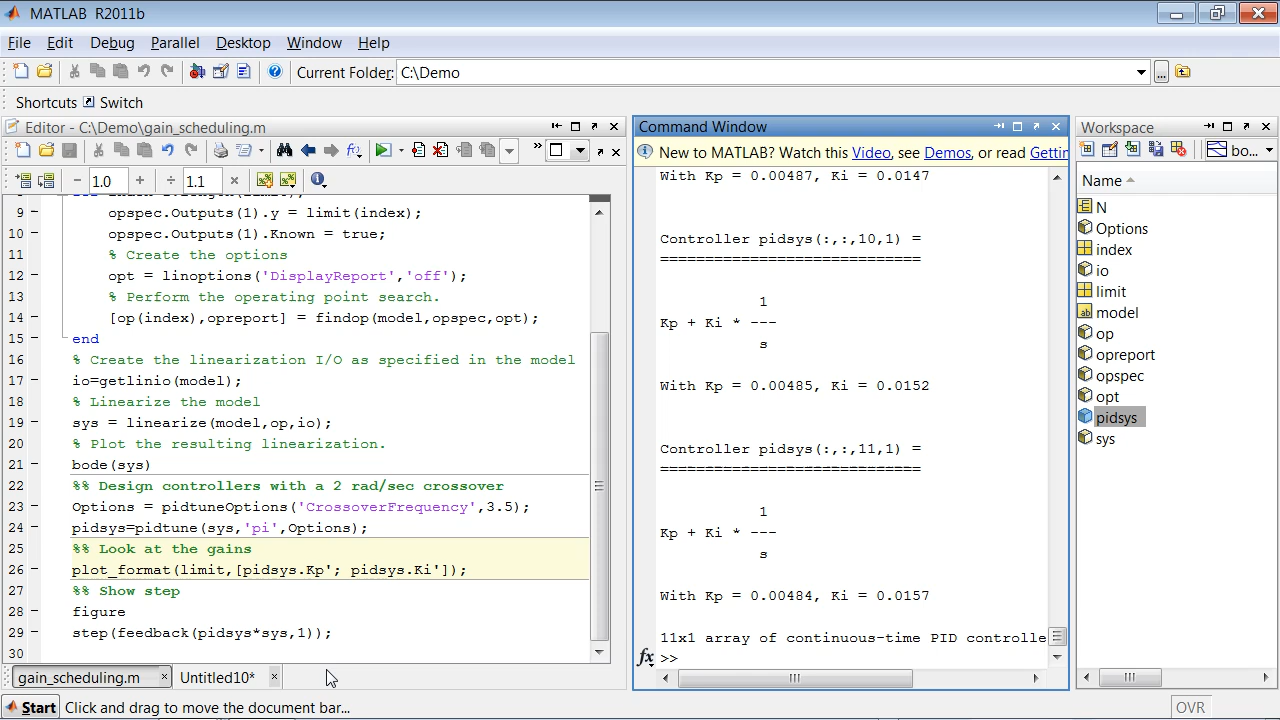 MATLAB R2011b
File Edit Debug Parallel Desktop Window Help
Current Folder: C:\Demo
Shortcuts Switch
Editor - C:\Demo\gain_scheduling.m
1.0 1.1
9 opspec.Outputs(1).y = limit(index);
10 opspec.Outputs(1).Known = true;
11 % Create the options
12 opt = linoptions('DisplayReport','off');
13 % Perform the operating point search.
14 [op(index),opreport] = findop(model,opspec,opt);
15 end
16 % Create the linearization I/O as specified in the model
17 io=getlinio(model);
18 % Linearize the model
19 sys = linearize(model,op,io);
20 % Plot the resulting linearization.
21 bode(sys)
22 %% Design controllers with a 2 rad/sec crossover
23 Options = pidtuneOptions('CrossoverFrequency',3.5);
24 pidsys=pidtune(sys,'pi',Options);
25 %% Look at the gains
26 plot_format(limit,[pidsys.Kp'; pidsys.Ki']);
27 %% Show step
28 figure
29 step(feedback(pidsys*sys,1));
30
gain_scheduling.m Untitled10*
Command Window
New to MATLAB? Watch this Video, see Demos, or read Gettin
With Kp = 0.00487, Ki = 0.0147
Controller pidsys(:,:,10,1) =
=============================
1
Kp + Ki * ---
s
With Kp = 0.00485, Ki = 0.0152
Controller pidsys(:,:,11,1) =
=============================
1
Kp + Ki * ---
s
With Kp = 0.00484, Ki = 0.0157
11x1 array of continuous-time PID controlle
fx >>
Workspace
bo...
Name
N
Options
index
io
limit
model
op
opreport
opspec
opt
pidsys
sys
Start Click and drag to move the document bar...
OVR